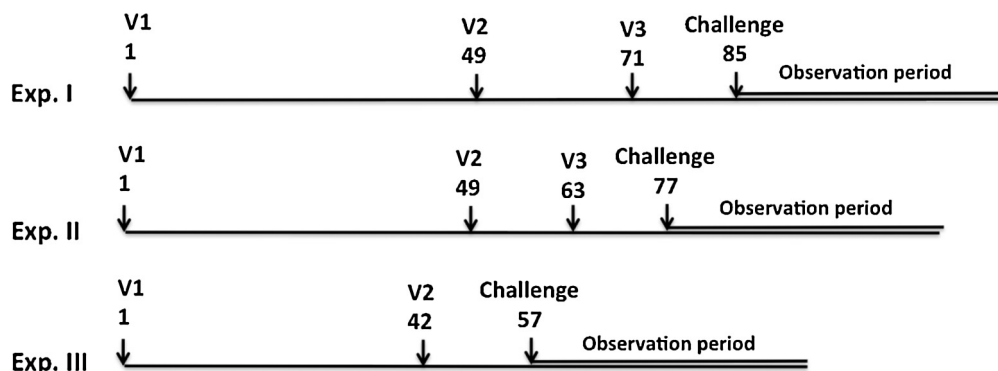 V1 V2 V3 Challenge
1 49 71 85
Observation period
Exp. I
V1 V2 V3 Challenge
1 49 63 77
Observation period
Exp. II
V1 V2 Challenge
1 42 57
Observation period
Exp. III